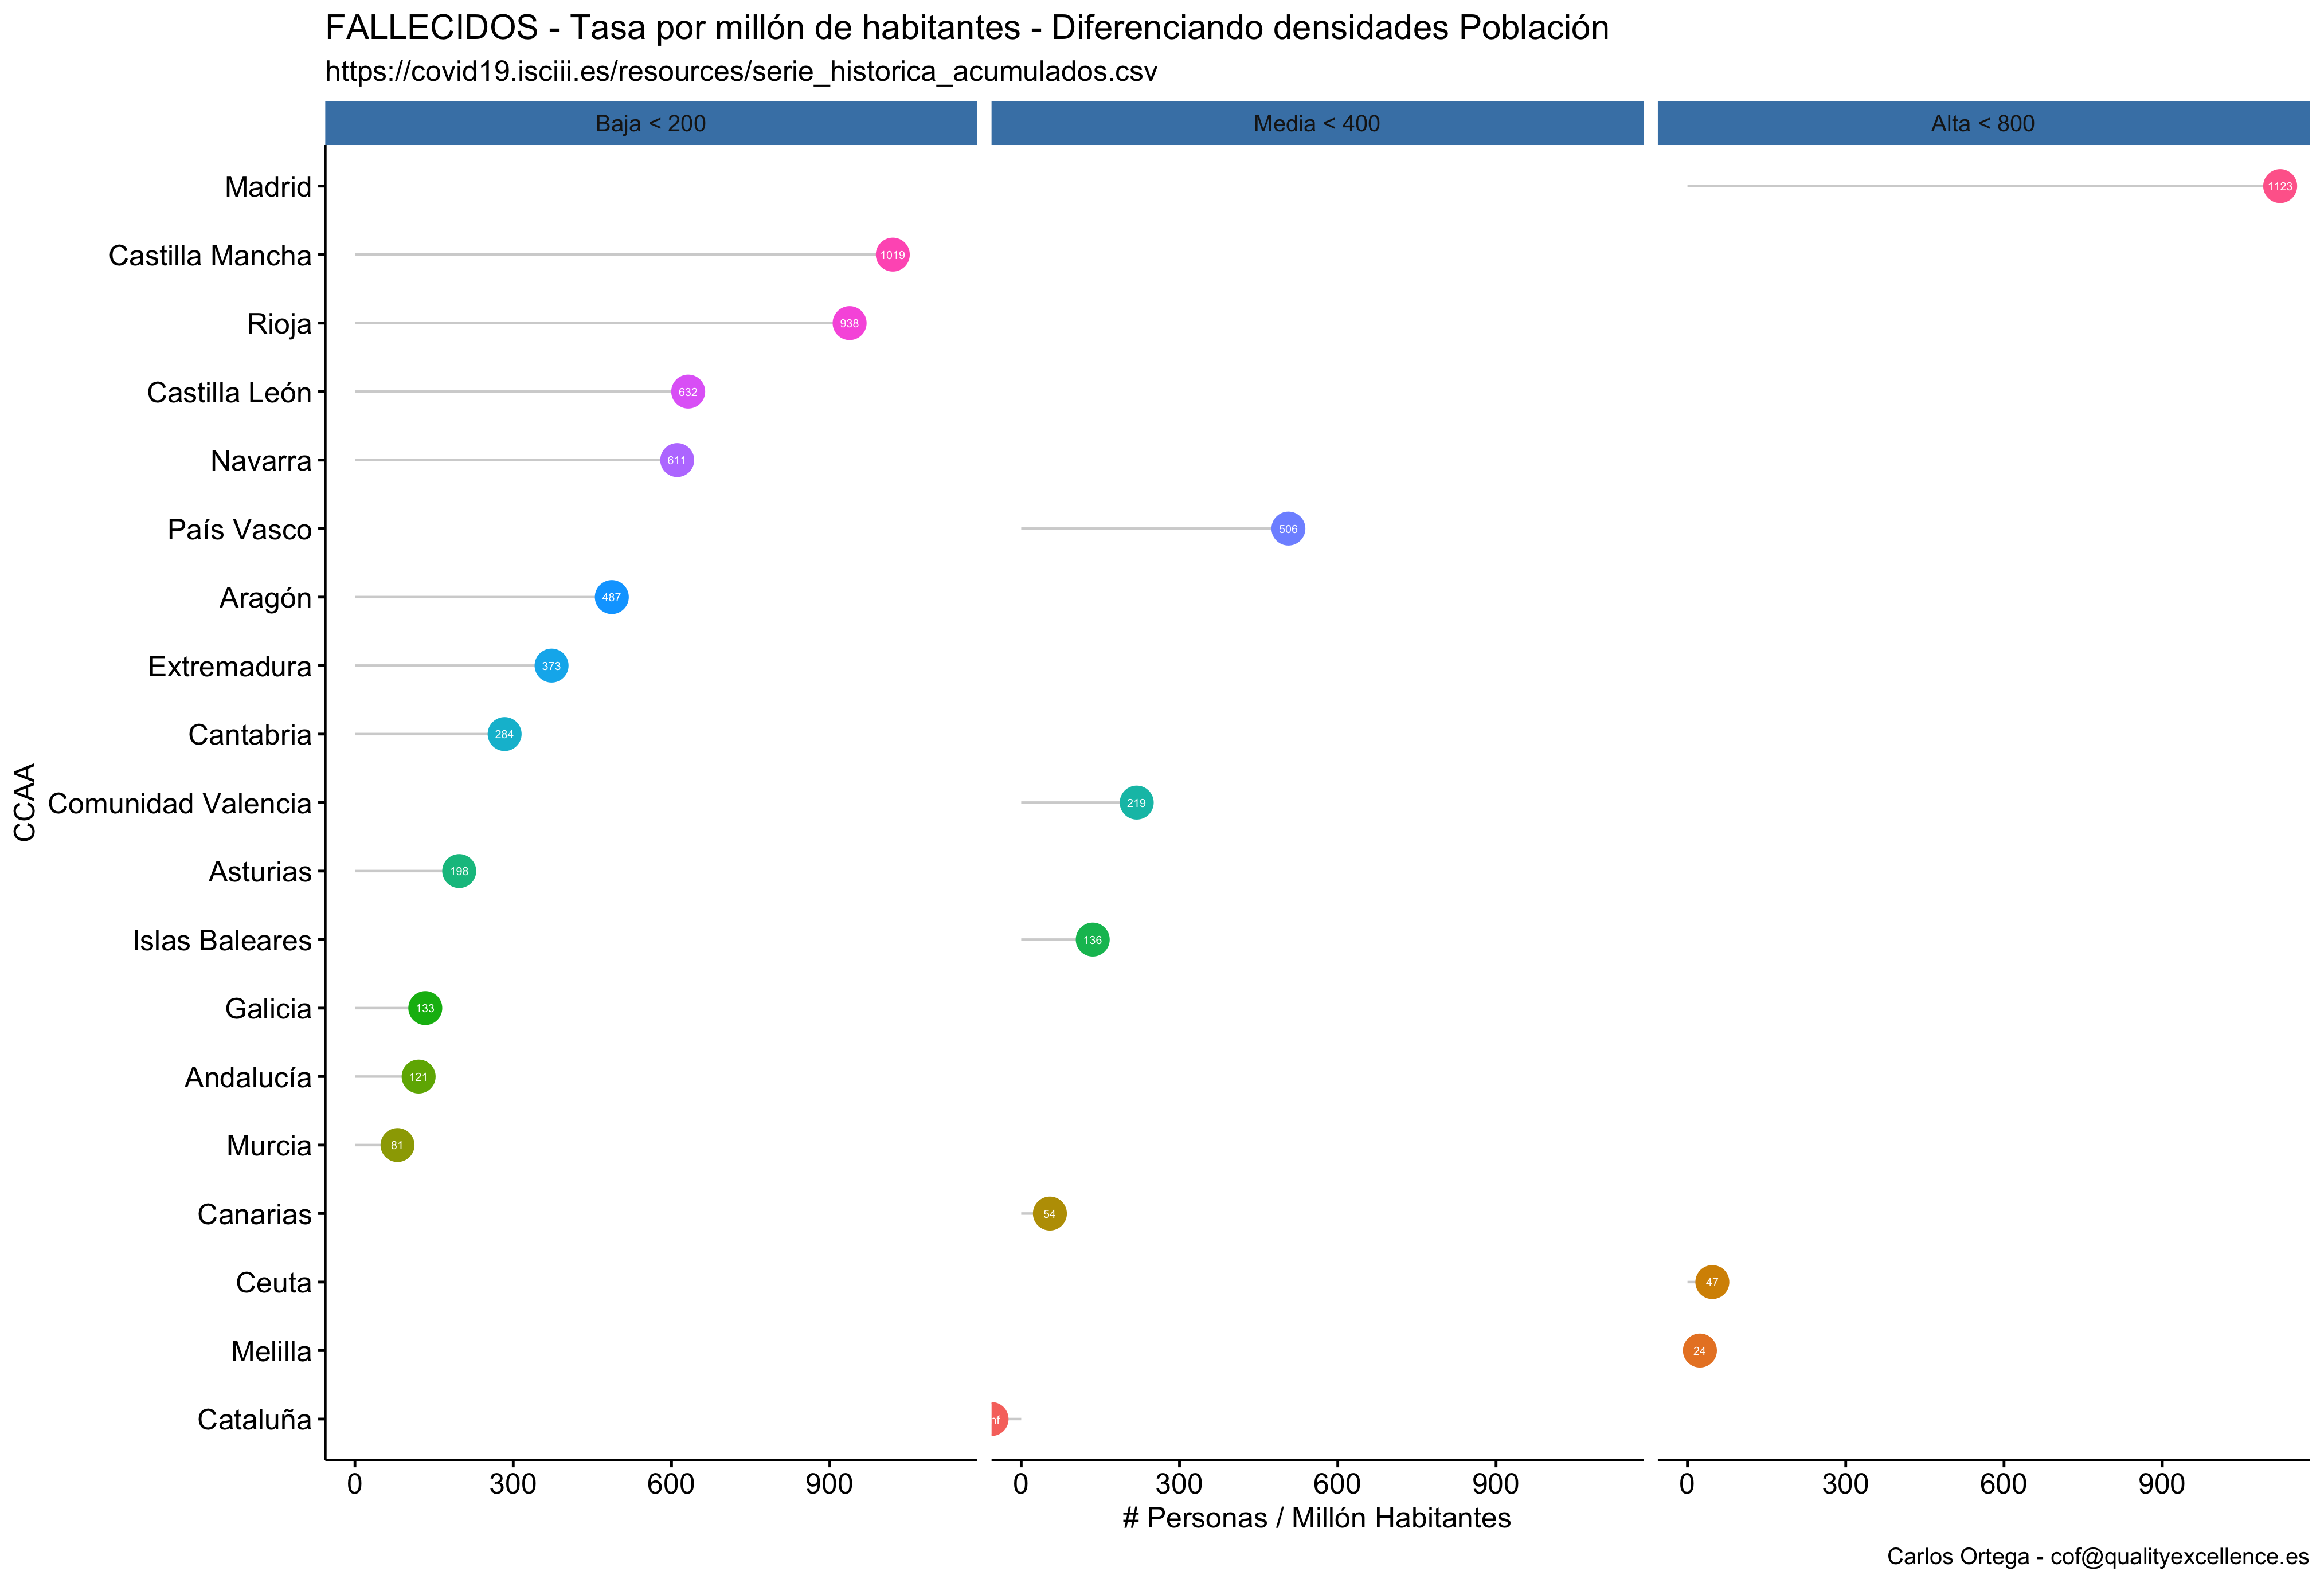 FALLECIDOS - Tasa por millón de habitantes - Diferenciando densidades Población
https://covid19.isciii.es/resources/serie_historica_acumulados.csv
Baja < 200
Media < 400
Alta < 800
CCAA
Madrid
1123
Castilla Mancha
1019
Rioja
938
Castilla León
632
Navarra
611
País Vasco
506
Aragón
487
Extremadura
373
Cantabria
284
Comunidad Valencia
219
Asturias
198
Islas Baleares
136
Galicia
133
Andalucía
121
Murcia
81
Canarias
54
Ceuta
47
Melilla
24
Cataluña
0 300 600 900
0 300 600 900
0 300 600 900
# Personas / Millón Habitantes
Carlos Ortega - cof@qualityexcellence.es